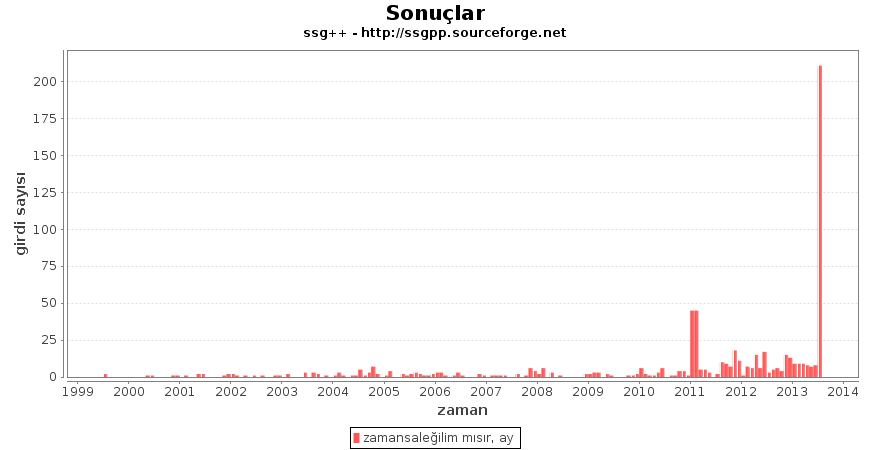 Sonuçlar
ssg++ - http://ssgpp.sourceforge.net
girdi sayısı
200
175
150
125
100
75
50
25
0
1999 2000 2001 2002 2003 2004 2005 2006 2007 2008 2009 2010 2011 2012 2013 2014
zaman
zamansaleğilim mısır, ay